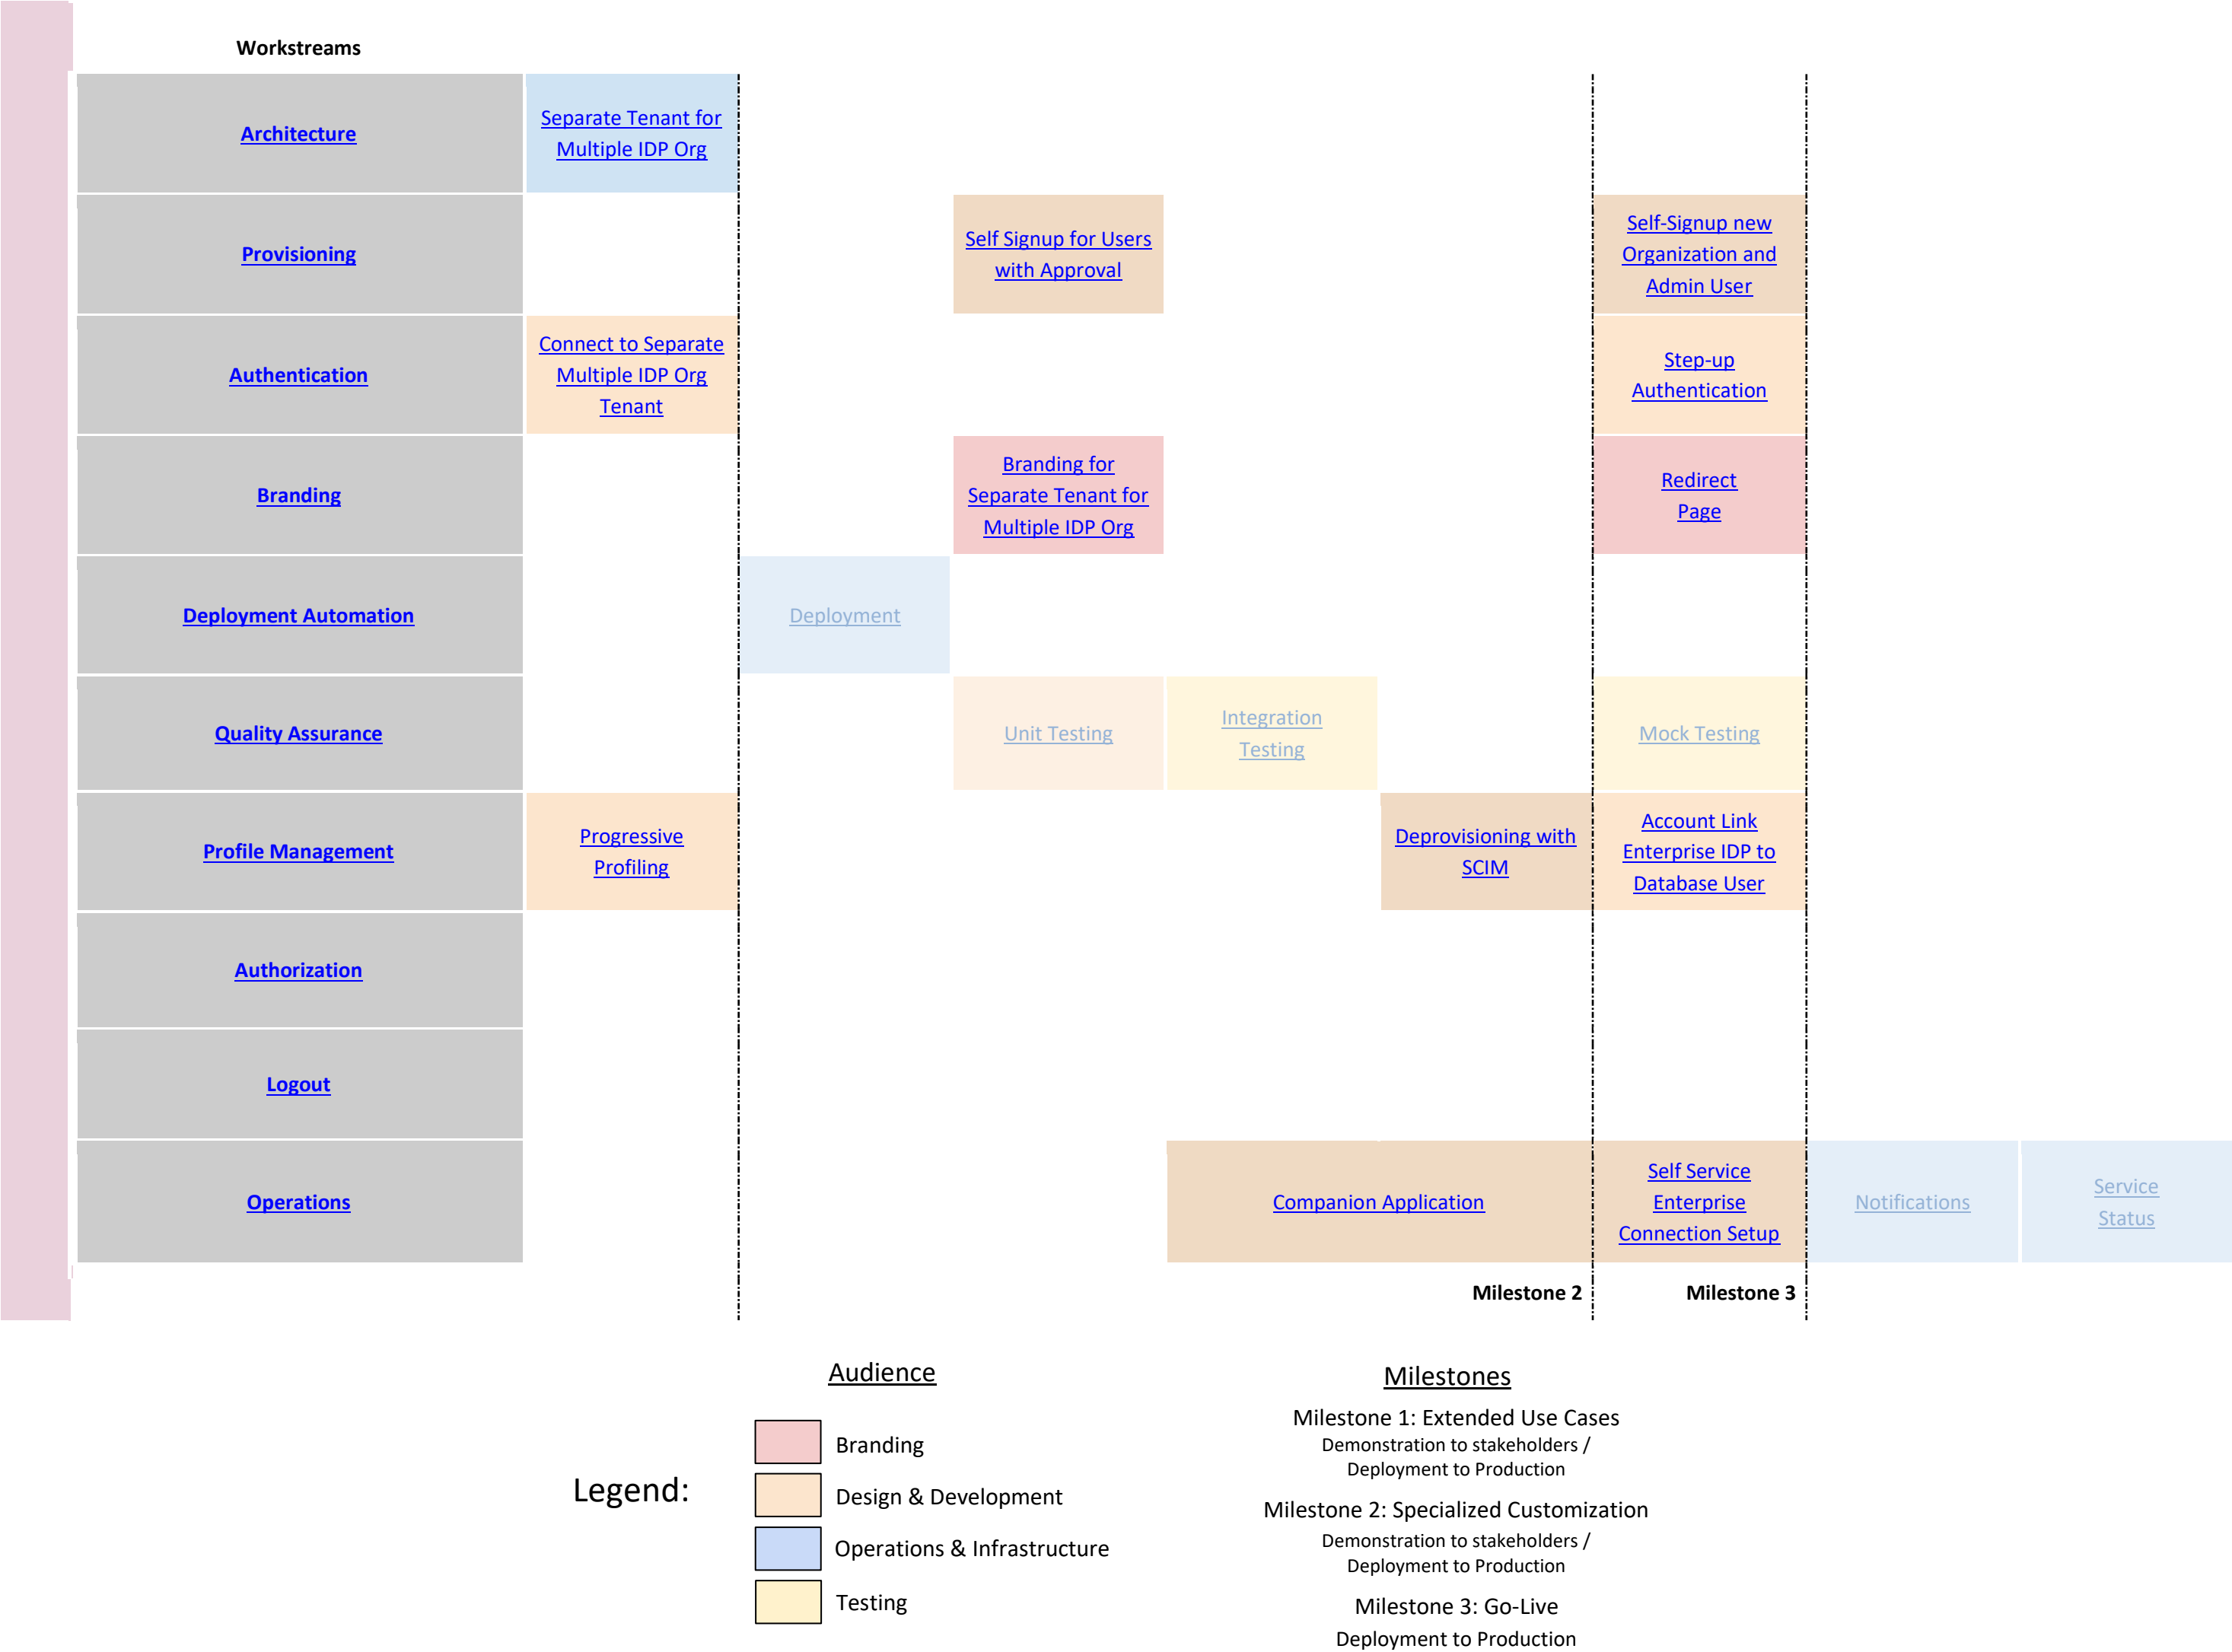 Workstreams
Architecture
Separate Tenant for
Multiple IDP Org
Provisioning
Self Signup for Users
with Approval
Self-Signup new
Organization and
Admin User
Authentication
Connect to Separate
Multiple IDP Org
Tenant
Step-up
Authentication
Branding
Branding for
Separate Tenant for
Multiple IDP Org
Redirect
Page
Deployment Automation
Deployment
Quality Assurance
Unit Testing
Integration
Testing
Mock Testing
Profile Management
Progressive
Profiling
Deprovisioning with
SCIM
Account Link
Enterprise IDP to
Database User
Authorization
Logout
Operations
Companion Application
Self Service
Enterprise
Connection Setup
Notifications
Service
Status
Milestone 2
Milestone 3
Legend:
Audience
Branding
Design & Development
Operations & Infrastructure
Testing
Milestones
Milestone 1: Extended Use Cases
Demonstration to stakeholders /
Deployment to Production
Milestone 2: Specialized Customization
Demonstration to stakeholders /
Deployment to Production
Milestone 3: Go-Live
Deployment to Production